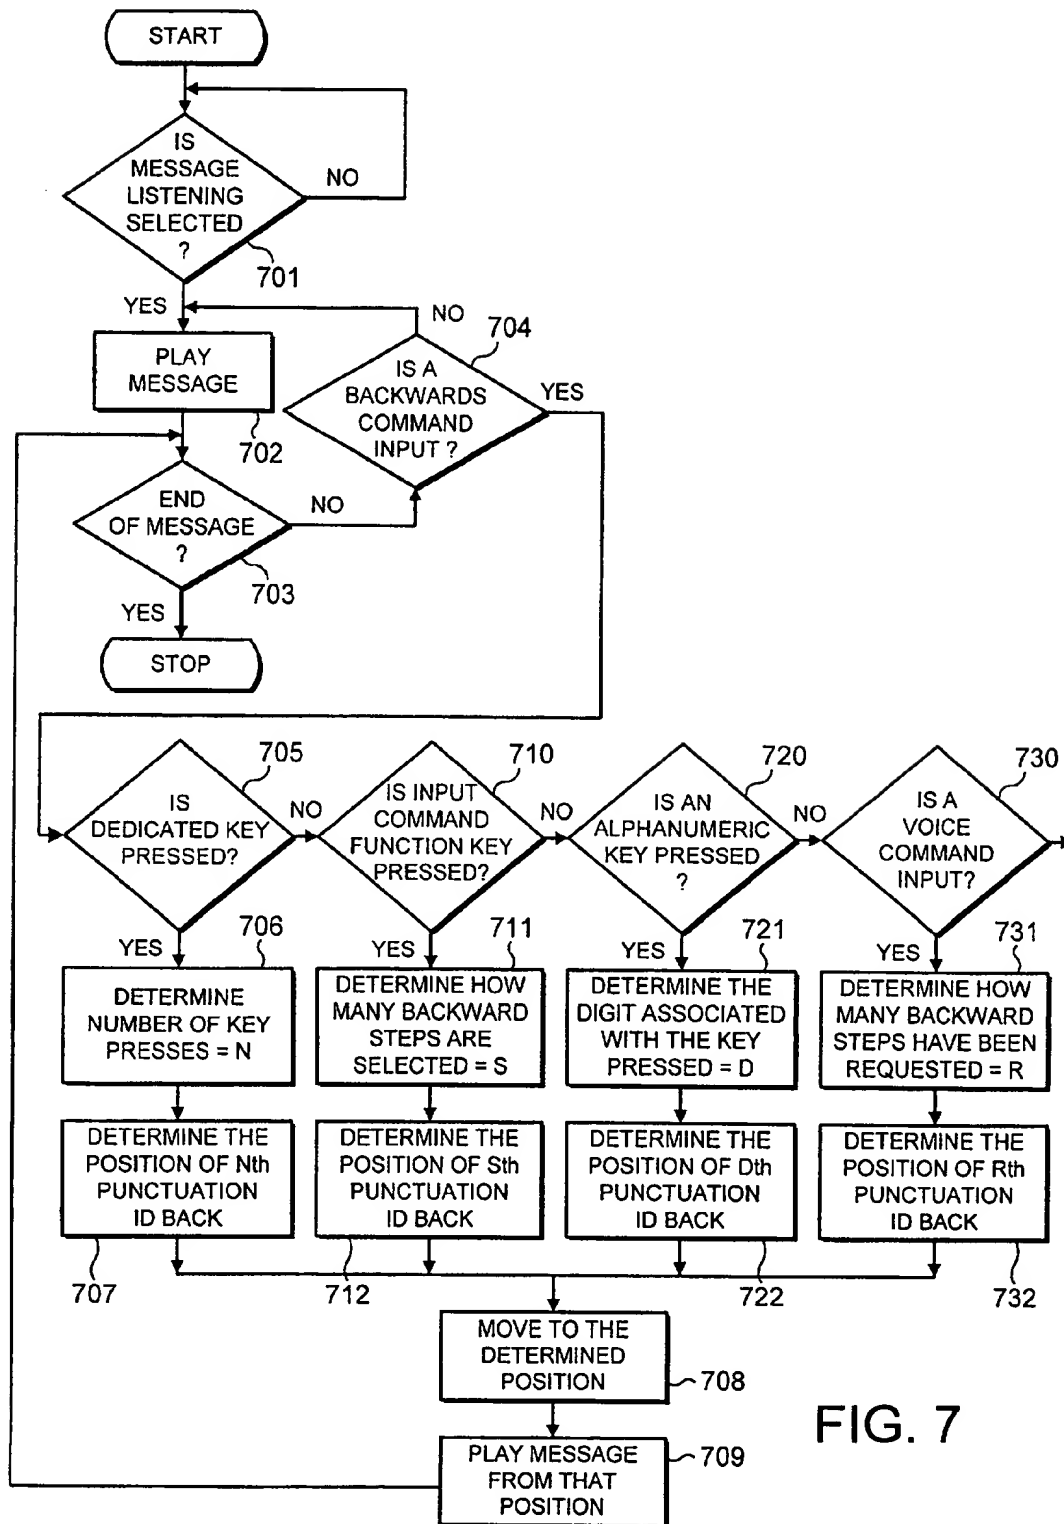 START
IS
MESSAGE
LISTENING
SELECTED
?
NO
701
YES
NO
704
PLAY
MESSAGE
702
IS A
BACKWARDS
COMMAND
INPUT ?
YES
END
OF MESSAGE
?
NO
703
YES
STOP
705
IS
DEDICATED KEY
PRESSED?
NO
710
IS INPUT
COMMAND
FUNCTION KEY
PRESSED?
NO
720
IS AN
ALPHANUMERIC
KEY PRESSED
?
NO
730
IS A
VOICE
COMMAND
INPUT?
YES
706
DETERMINE
NUMBER OF KEY
PRESSES = N
YES
711
DETERMINE HOW
MANY BACKWARD
STEPS ARE
SELECTED = S
YES
721
DETERMINE THE
DIGIT ASSOCIATED
WITH THE KEY
PRESSED = D
YES
731
DETERMINE HOW
MANY BACKWARD
STEPS HAVE BEEN
REQUESTED = R
DETERMINE THE
POSITION OF Nth
PUNCTUATION
ID BACK
707
DETERMINE THE
POSITION OF Sth
PUNCTUATION
ID BACK
712
DETERMINE THE
POSITION OF Dth
PUNCTUATION
ID BACK
722
DETERMINE THE
POSITION OF Rth
PUNCTUATION
ID BACK
732
MOVE TO THE
DETERMINED
POSITION
708
PLAY MESSAGE
FROM THAT
POSITION
709
FIG. 7